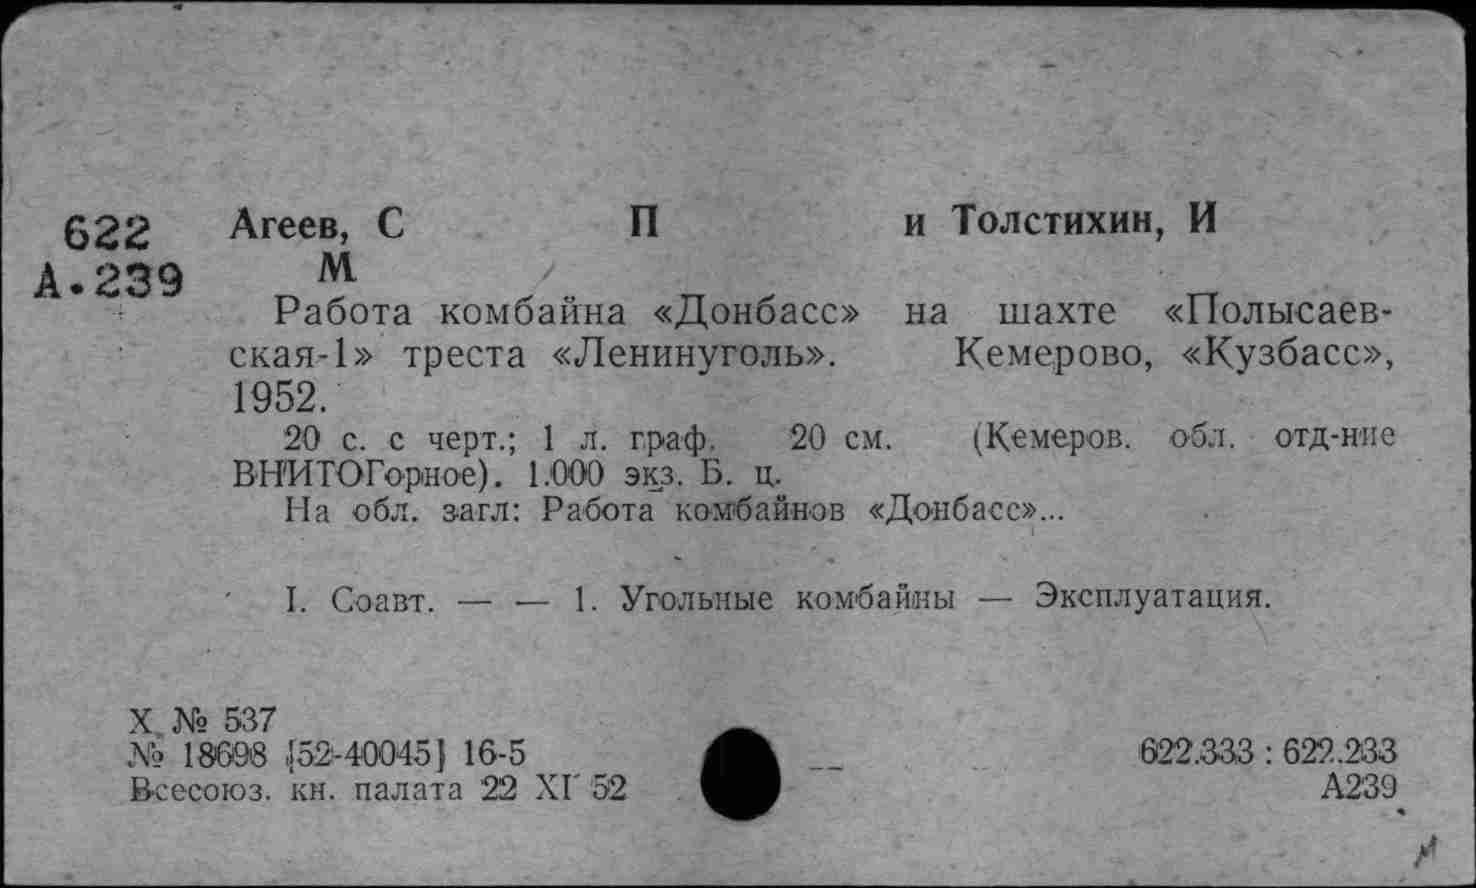 622 Агеев, С П и Толстихин, И
А.239 М
Работа комбайна «Донбасс» на шахте «Полысаев-
ская-1» треста «Ленинуголь». Кемерово, «Кузбасс»,
1952.
20 с. с черт.; 1 л. граф. 20 см. (Кемеров. обл. отд-ние
ВНИТОГорное). 1.000 экз. Б. ц.
На обл. загл: Работа комбайнов «Донбасс»...
I. Соавт. — — 1. Угольные комбайны — Эксплуатация.
X № 537
№ 18698 [52-40045] 16-5 622.333 : 622.233
Всесоюз. кн. палата 22 XI 52 А239
м